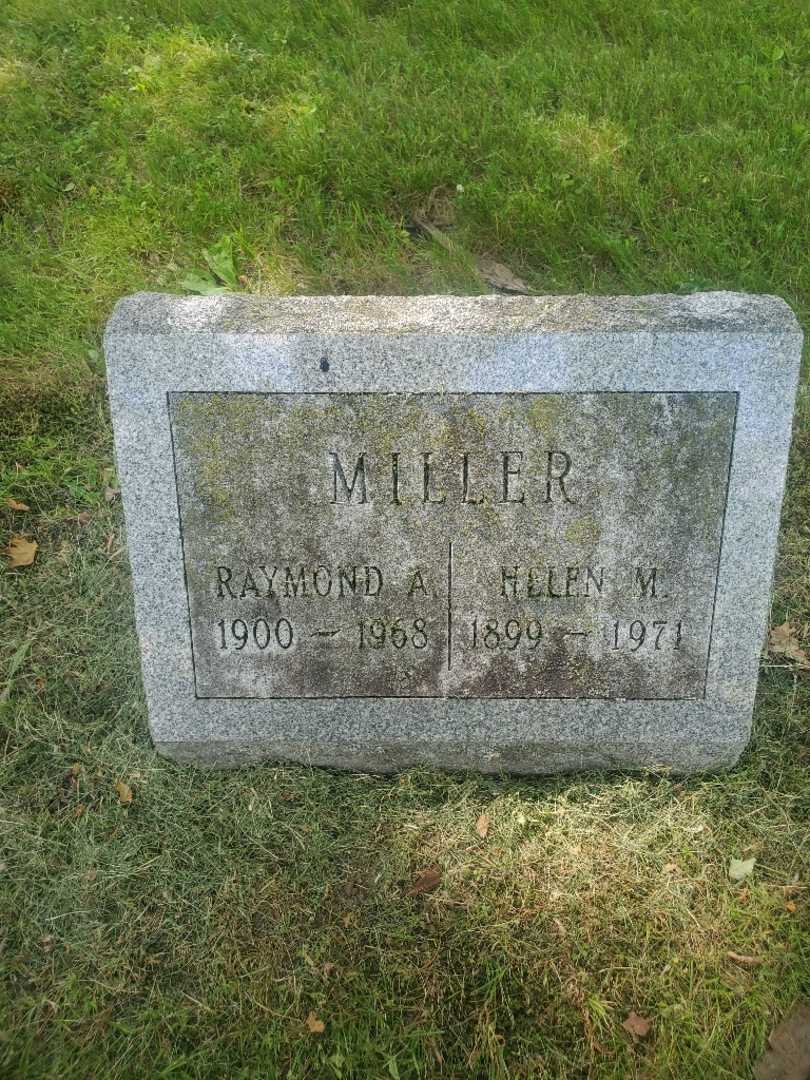 MILLER
RAYMOND A. HELEN M.
1900 – 1968 1899 – 1971